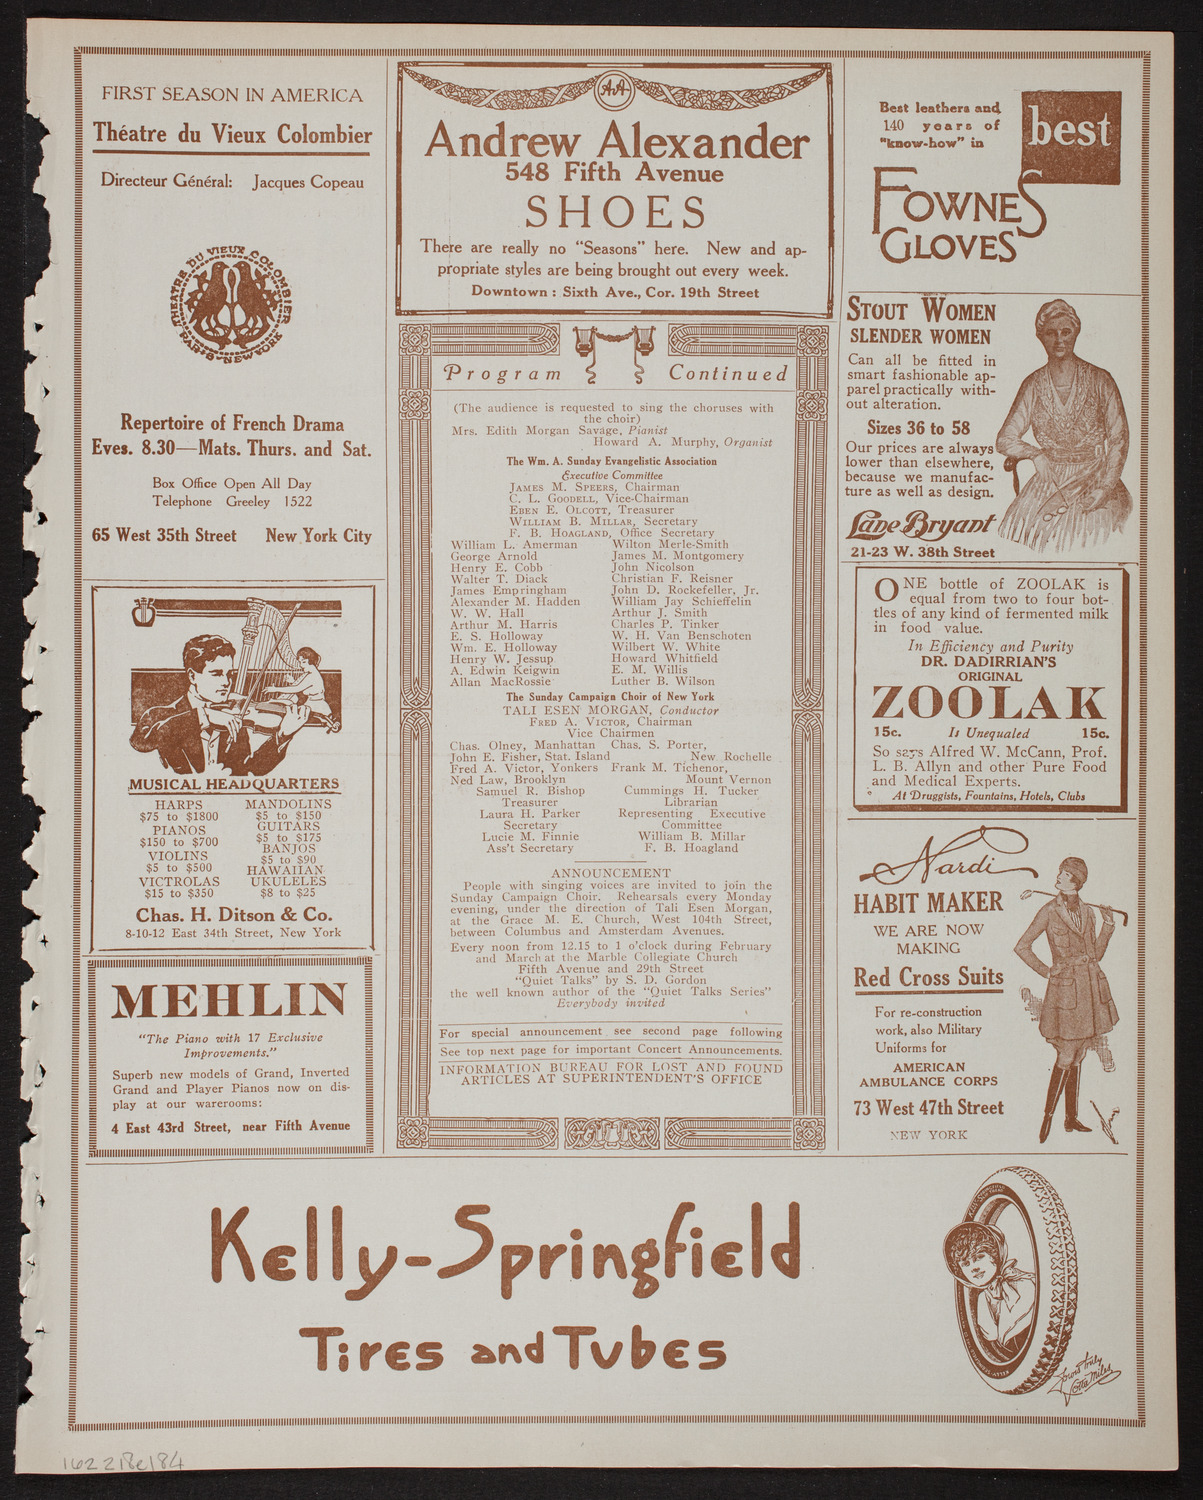 FIRST SEASON IN AMERICA
Théatre du Vieux Colombier
Directeur Général: Jacques Copeau
THEATRE DU VIEUX COLOMBIER
PARIS NEW YORK
Repertoire of French Drama
Eves. 8.30—Mats. Thurs. and Sat.
Box Office Open All Day
Telephone Greeley 1522
65 West 35th Street New York City
MUSICAL HEADQUARTERS
HARPS
$75 to $1800
PIANOS
$150 to $700
VIOLINS
$5 to $500
VICTROLAS
$15 to $350
MANDOLINS
$5 to $150
GUITARS
$5 to $175
BANJOS
$5 to $90
HAWAIIAN
UKULELES
$8 to $25
Chas. H. Ditson & Co.
8-10-12 East 34th Street, New York
MEHLIN
"The Piano with 17 Exclusive
Improvements."
Superb new models of Grand, Inverted
Grand and Player Pianos now on dis-
play at our warerooms:
4 East 43rd Street, near Fifth Avenue
AA
Andrew Alexander
548 Fifth Avenue
SHOES
There are really no "Seasons" here. New and ap-
propriate styles are being brought out every week.
Downtown: Sixth Ave., Cor. 19th Street
Program Continued
(The audience is requested to sing the choruses with
the choir)
Mrs. Edith Morgan Savage, Pianist
Howard A. Murphy, Organist
The Wm. A. Sunday Evangelistic Association
Executive Committee
JAMES M. SPEERS, Chairman
C. L. GOODELL, Vice-Chairman
EBEN E. OLCOTT, Treasurer
WILLIAM B. MILLAR, Secretary
F. B. HOAGLAND, Office Secretary
William L. Amerman Wilton Merle-Smith
George Arnold James M. Montgomery
Henry E. Cobb John Nicolson
Walter T. Diack Christian F. Reisner
James Empringham John D. Rockefeller, Jr.
Alexander M. Hadden William Jay Schieffelin
W. W. Hall Arthur J. Smith
Arthur M. Harris Charles P. Tinker
E. S. Holloway W. H. Van Benschoten
Wm. E. Holloway Wilbert W. White
Henry W. Jessup Howard Whitfield
A. Edwin Keigwin E. M. Willis
Allan MacRossie Luther B. Wilson
The Sunday Campaign Choir of New York
TALI ESEN MORGAN, Conductor
FRED A. VICTOR, Chairman
Vice Chairmen
Chas. Olney, Manhattan Chas. S. Porter,
John E. Fisher, Stat. Island New Rochelle
Fred A. Victor, Yonkers Frank M. Tichenor,
Ned Law, Brooklyn Mount Vernon
Samuel R. Bishop Cummings H. Tucker
Treasurer Librarian
Laura H. Parker Representing Executive
Secretary Committee
Lucie M. Finnie William B. Millar
Ass't Secretary F. B. Hoagland
ANNOUNCEMENT
People with singing voices are invited to join the
Sunday Campaign Choir. Rehearsals every Monday
evening, under the direction of Tali Esen Morgan,
at the Grace M. E. Church, West 104th Street,
between Columbus and Amsterdam Avenues.
Every noon from 12.15 to 1 o'clock during February
and March at the Marble Collegiate Church
Fifth Avenue and 29th Street
"Quiet Talks" by S. D. Gordon
the well known author of the "Quiet Talks Series"
Everybody invited
For special announcement see second page following
See top next page for important Concert Announcements.
INFORMATION BUREAU FOR LOST AND FOUND
ARTICLES AT SUPERINTENDENT'S OFFICE
Best leathers and
140 years of
"know-how" in
best
FOWNES
GLOVES
STOUT WOMEN
SLENDER WOMEN
Can all be fitted in
smart fashionable ap-
parel practically with-
out alteration.
Sizes 36 to 58
Our prices are always
lower than elsewhere,
because we manufac-
ture as well as design.
Lane Bryant
21-23 W. 38th Street
ONE bottle of ZOOLAK is
equal from two to four bot-
tles of any kind of fermented milk
in food value.
In Efficiency and Purity
DR. DADIRRIAN'S
ORIGINAL
ZOOLAK
15c. Is Unequaled 15c.
So says Alfred W. McCann, Prof.
L. B. Allyn and other Pure Food
and Medical Experts.
At Druggists, Fountains, Hotels, Clubs
Nardi
HABIT MAKER
WE ARE NOW
MAKING
Red Cross Suits
For re-construction
work, also Military
Uniforms for
AMERICAN
AMBULANCE CORPS
73 West 47th Street
NEW YORK
Kelly-Springfield
Tires and Tubes
Yours truly
Lotta Miles